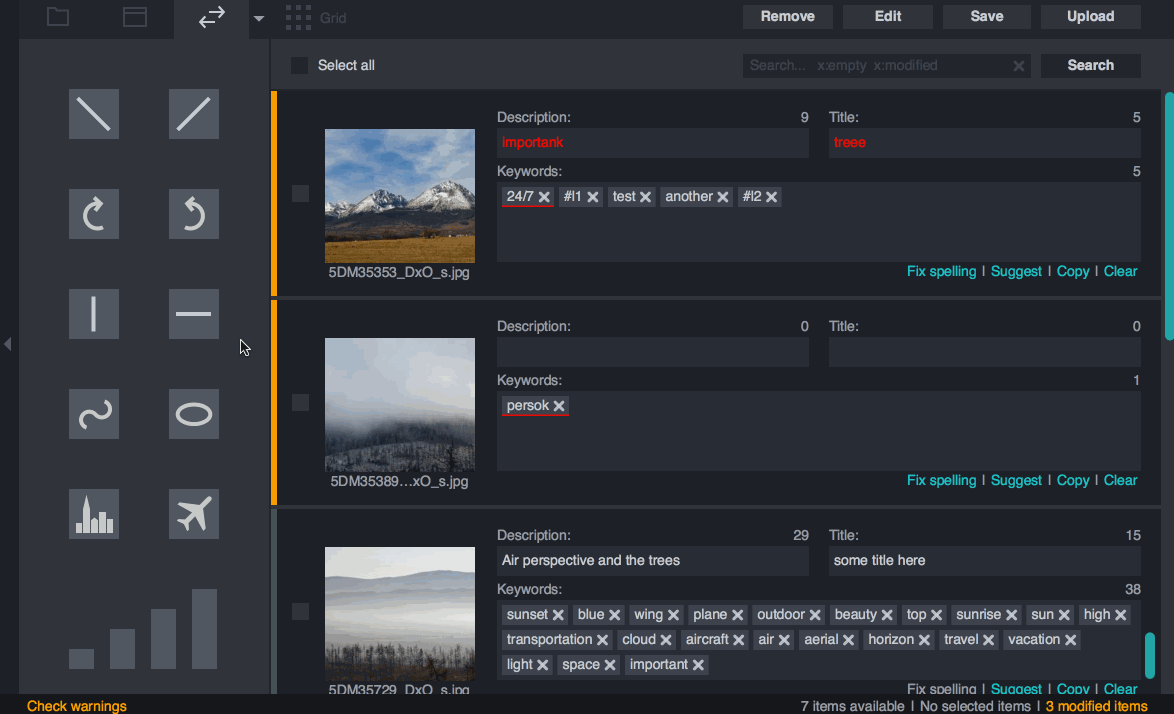 Grid
Remove Edit Save Upload
Select all
Search... x:empty x:modified
Search
Description: 9 Title: 5
importank treee
Keywords: 5
24/7 #l1 test another #l2
5DM35353_DxO_s.jpg
Fix spelling | Suggest | Copy | Clear
Description: 0 Title: 0
Keywords: 1
persok
5DM35389...xO_s.jpg
Fix spelling | Suggest | Copy | Clear
Description: 29 Title: 15
Air perspective and the trees some title here
Keywords: 38
sunset blue wing plane outdoor beauty top sunrise sun high
transportation cloud aircraft air aerial horizon travel vacation
light space important
5DM35729_DxO_s.jpg
Fix spelling | Suggest | Copy | Clear
Check warnings
7 items available | No selected items | 3 modified items